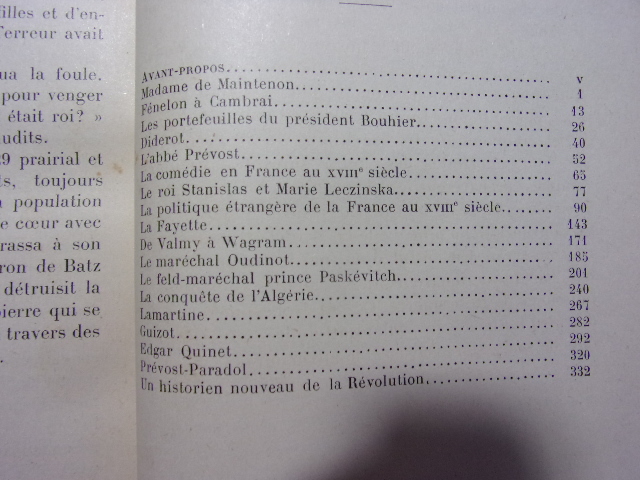 filles et d'en-
Terreur avait
ua la foule.
pour venger
était roi? »
udits.
9 prairial et
ts, toujours
population
e cœur avec
rassa à son
ron de Batz
détruisit la
pierre qui se
travers des
AVANT-PROPOS........ v
Madame de Maintenon........ 1
Fénelon à Cambrai........ 13
Les portefeuilles du président Bouhier........ 26
Diderot........ 40
L'abbé Prévost........ 52
La comédie en France au XVIIIe siècle........ 65
Le roi Stanislas et Marie Leczinska........ 77
La politique étrangère de la France au XVIIIe siècle........ 90
La Fayette........ 143
De Valmy à Wagram........ 171
Le maréchal Oudinot........ 185
Le feld-maréchal prince Paskévitch........ 201
La conquête de l'Algérie........ 240
Lamartine........ 267
Guizot........ 282
Edgar Quinet........ 292
Prévost-Paradol........ 320
Un historien nouveau de la Révolution........ 332